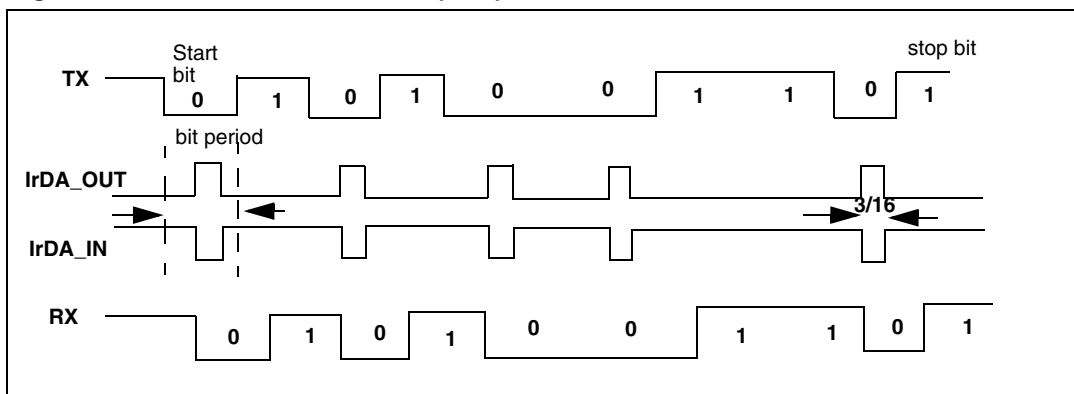 Start
bit
stop bit
TX
0 1 0 1 0 0 1 1 0 1
bit period
IrDA_OUT
3/16
IrDA_IN
RX
0 1 0 1 0 0 1 1 0 1